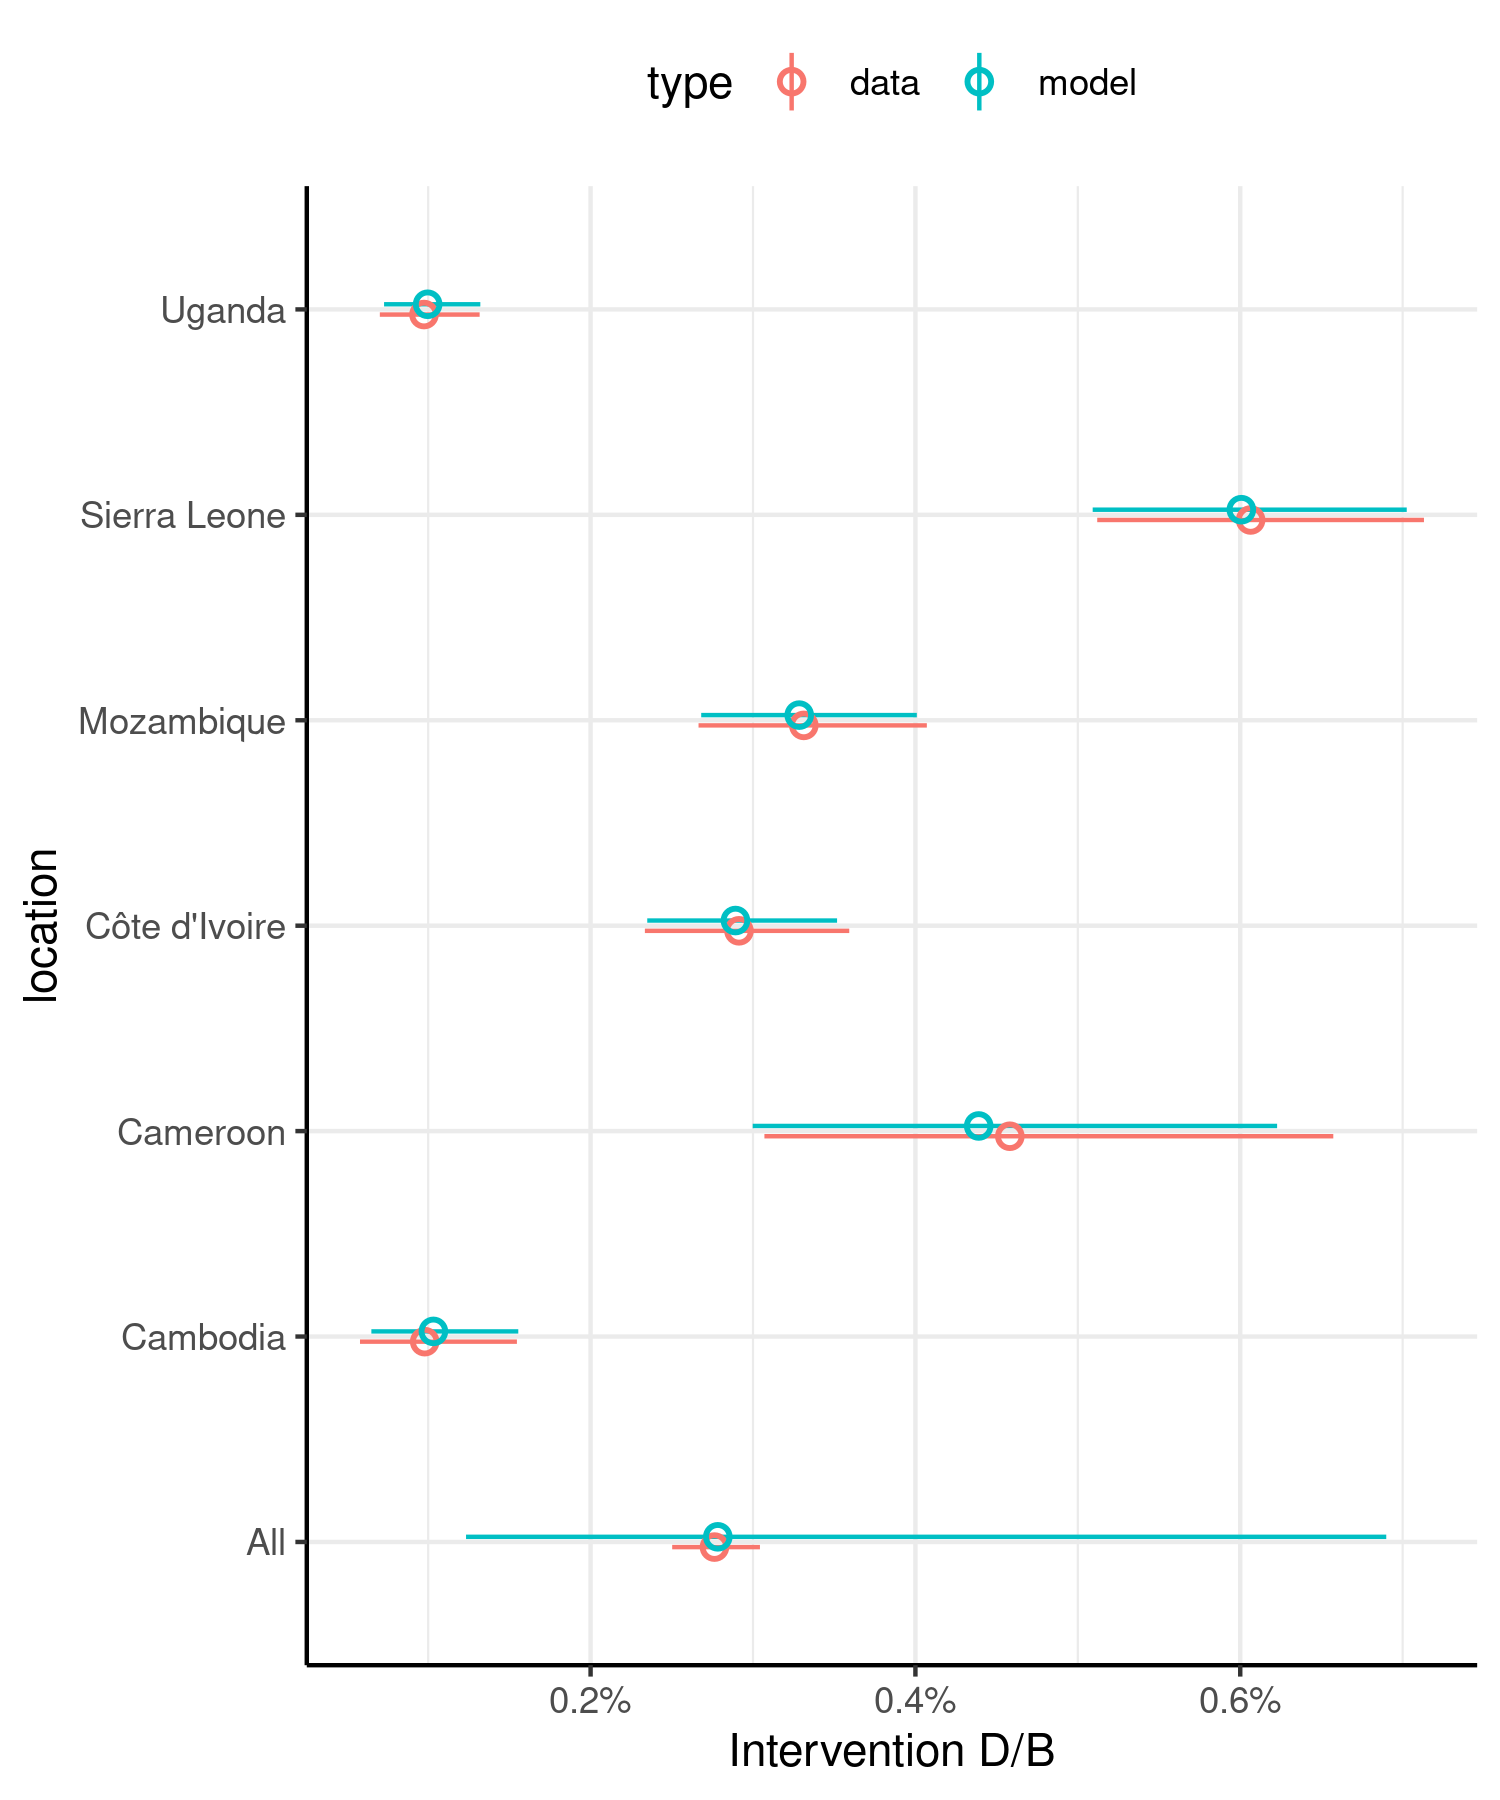 type data model
Uganda
Sierra Leone
Mozambique
Côte d'Ivoire
Cameroon
Cambodia
All
location
0.2% 0.4% 0.6%
Intervention D/B